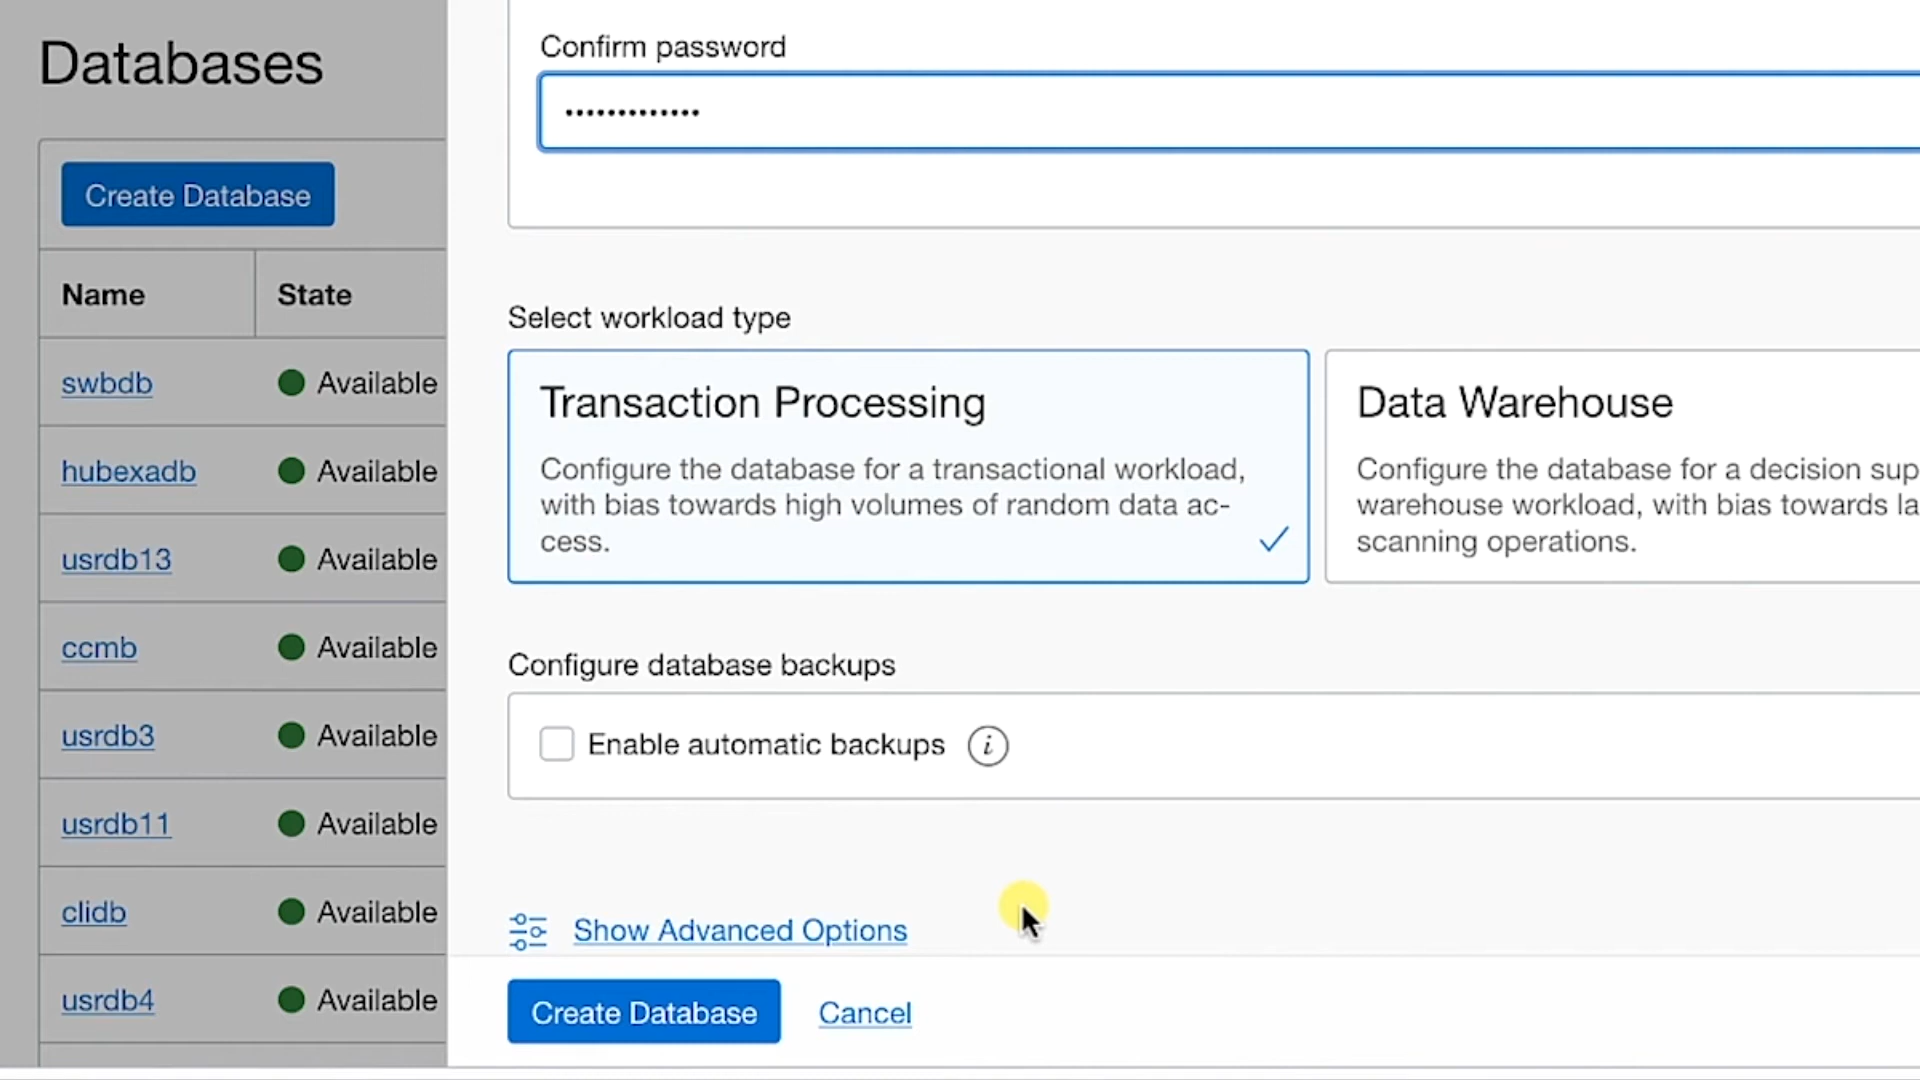 Databases
Create Database
Name State
swbdb Available
hubexadb Available
usrdb13 Available
ccmb Available
usrdb3 Available
usrdb11 Available
clidb Available
usrdb4 Available
Confirm password
•••••••••••••
Select workload type
Transaction Processing
Configure the database for a transactional workload,
with bias towards high volumes of random data ac-
cess.
Data Warehouse
Configure the database for a decision sup
warehouse workload, with bias towards la
scanning operations.
Configure database backups
Enable automatic backups i
Show Advanced Options
Create Database Cancel